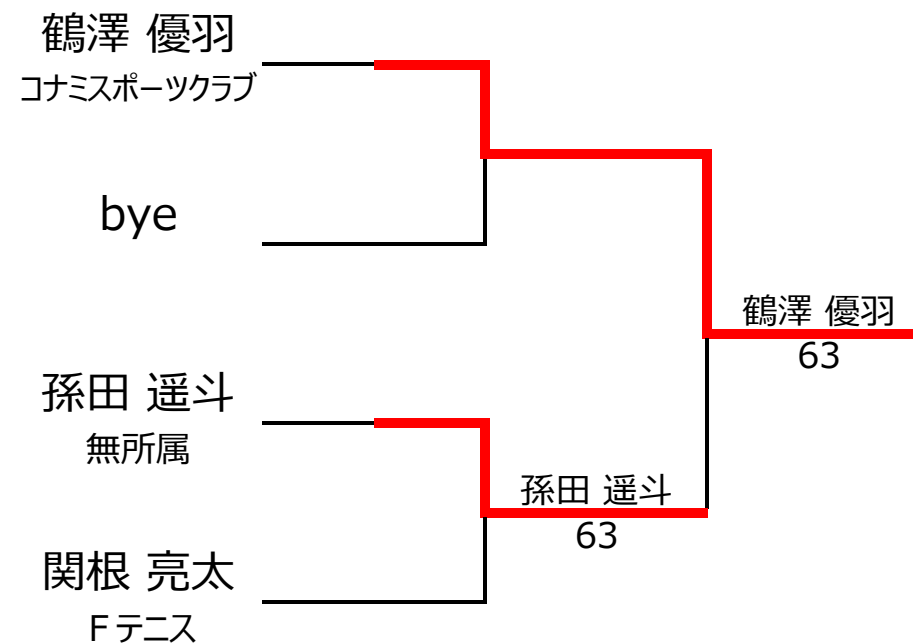 鶴澤 優羽
コナミスポーツクラブ
bye
孫田 遥斗
無所属
関根 亮太
Ｆテニス
孫田 遥斗
63
鶴澤 優羽
63